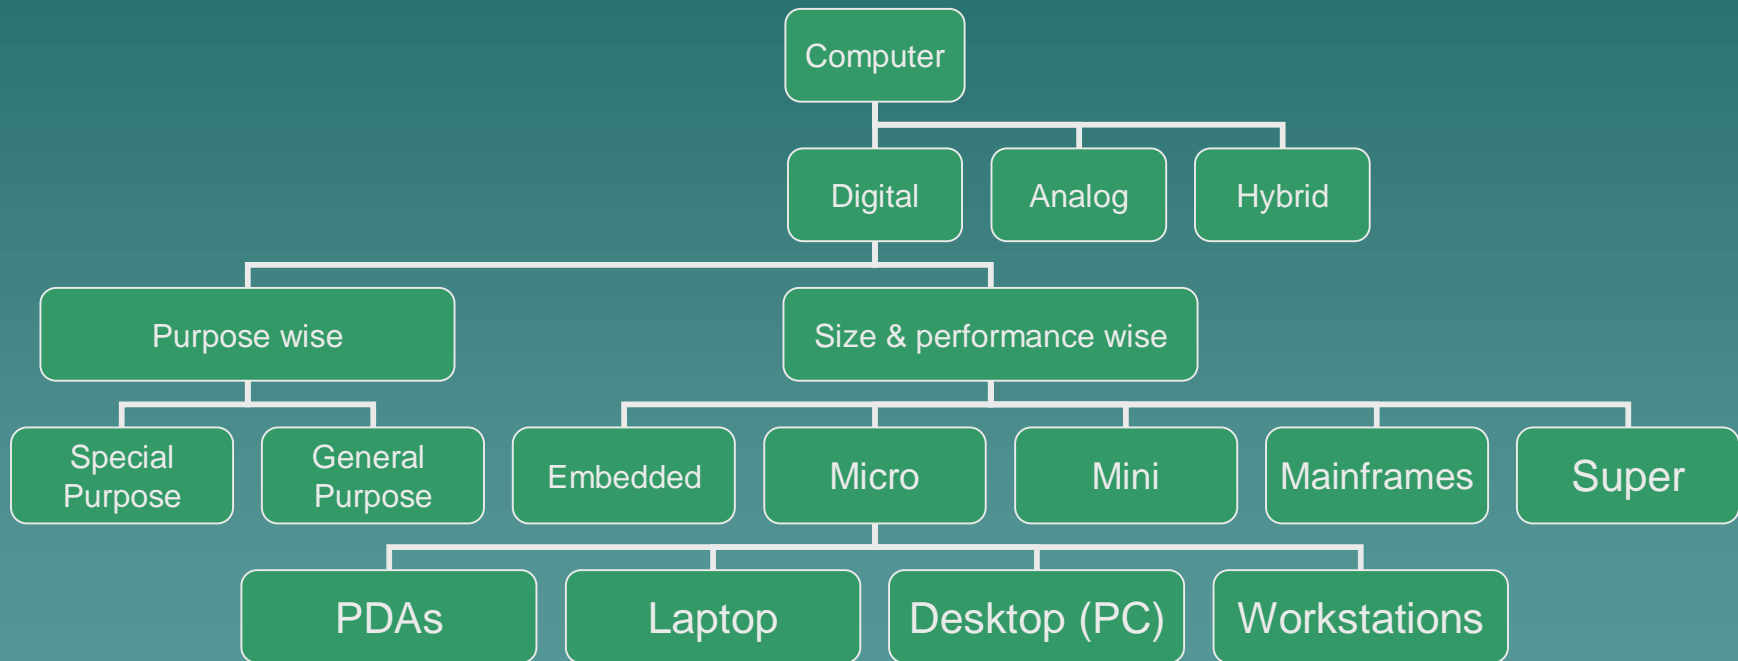 Computer
Digital
Analog
Hybrid
Purpose wise
Size & performance wise
Special
Purpose
General
Purpose
Embedded
Micro
Mini
Mainframes
Super
PDAs
Laptop
Desktop (PC)
Workstations